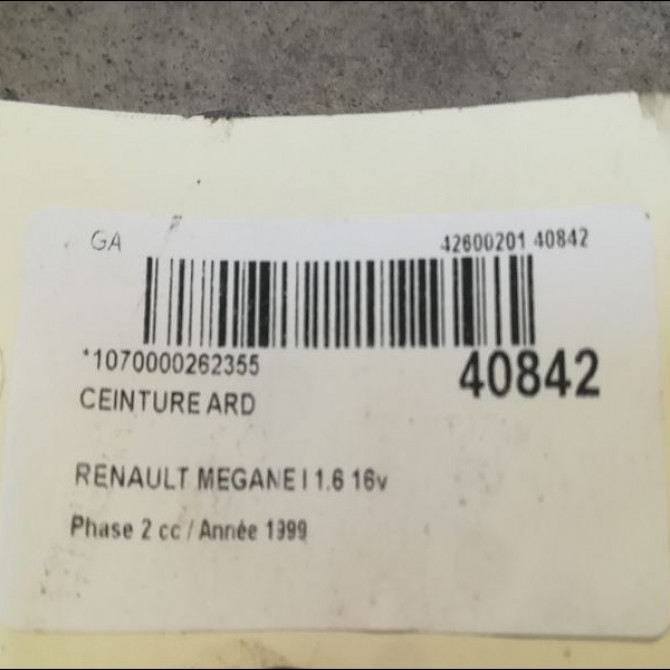 GA 42600201 40842
*1070000262355 40842
CEINTURE ARD
RENAULT MEGANE I 1.6 16v
Phase 2 cc / Année 1999